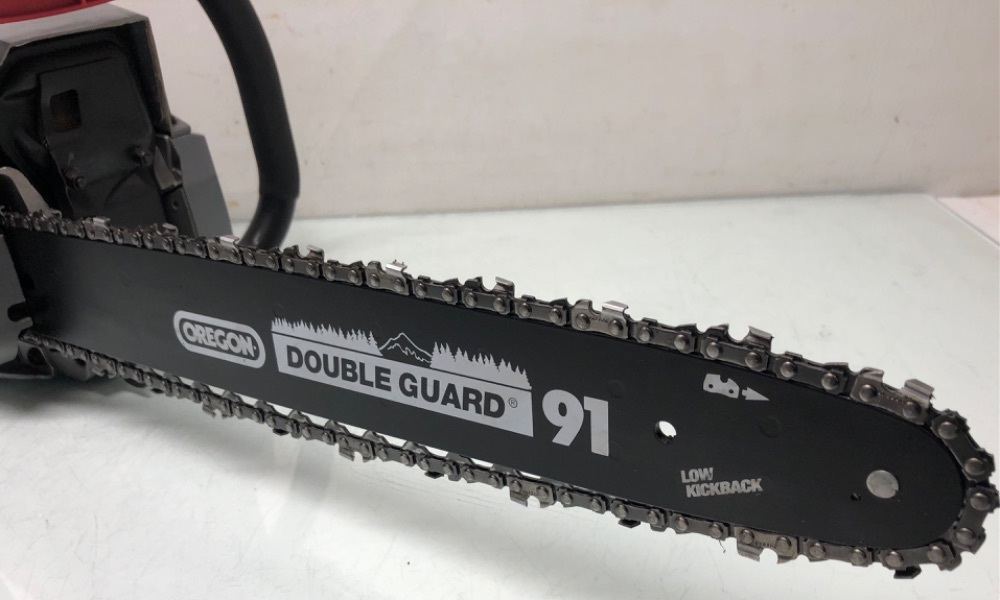 OREGON
DOUBLE GUARD®
91
LOW
KICKBACK